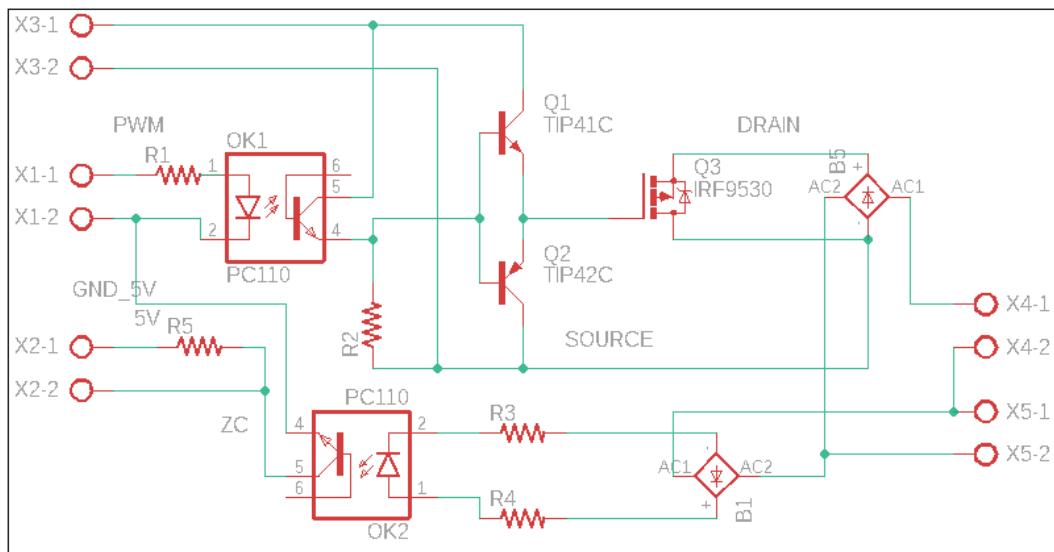 X3-1
X3-2
Q1
TIP41C
PWM
DRAIN
OK1
R1
X1-1
1
6
5
Q3
IRF9530
B5
+
AC2
AC1
-
X1-2
2
4
PC110
Q2
TIP42C
GND_5V
5V
R5
R2
SOURCE
X4-1
X2-1
X4-2
X2-2
PC110
ZC
4
2
R3
X5-1
-
5
AC1
AC2
X5-2
6
1
R4
+
B1
OK2